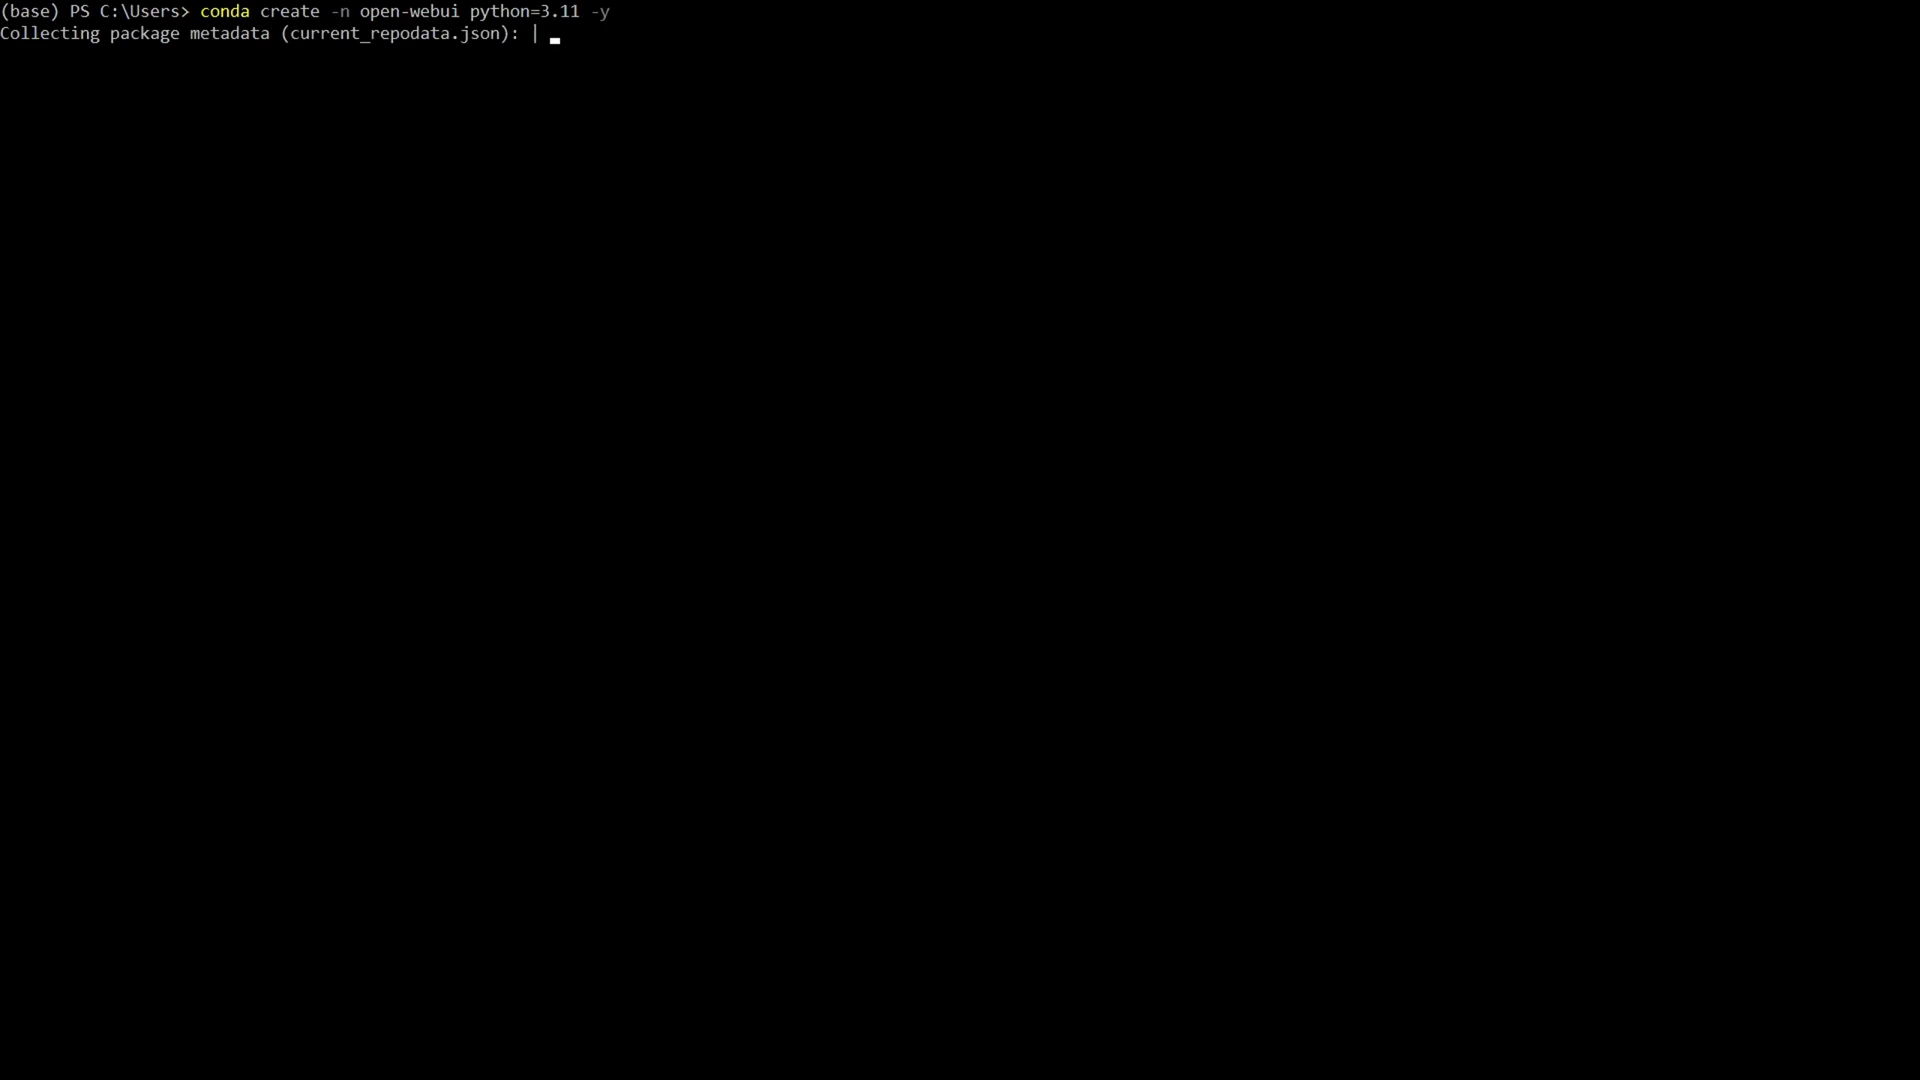 (base) PS C:\Users> conda create -n open-webui python=3.11 -y
Collecting package metadata (current_repodata.json): |